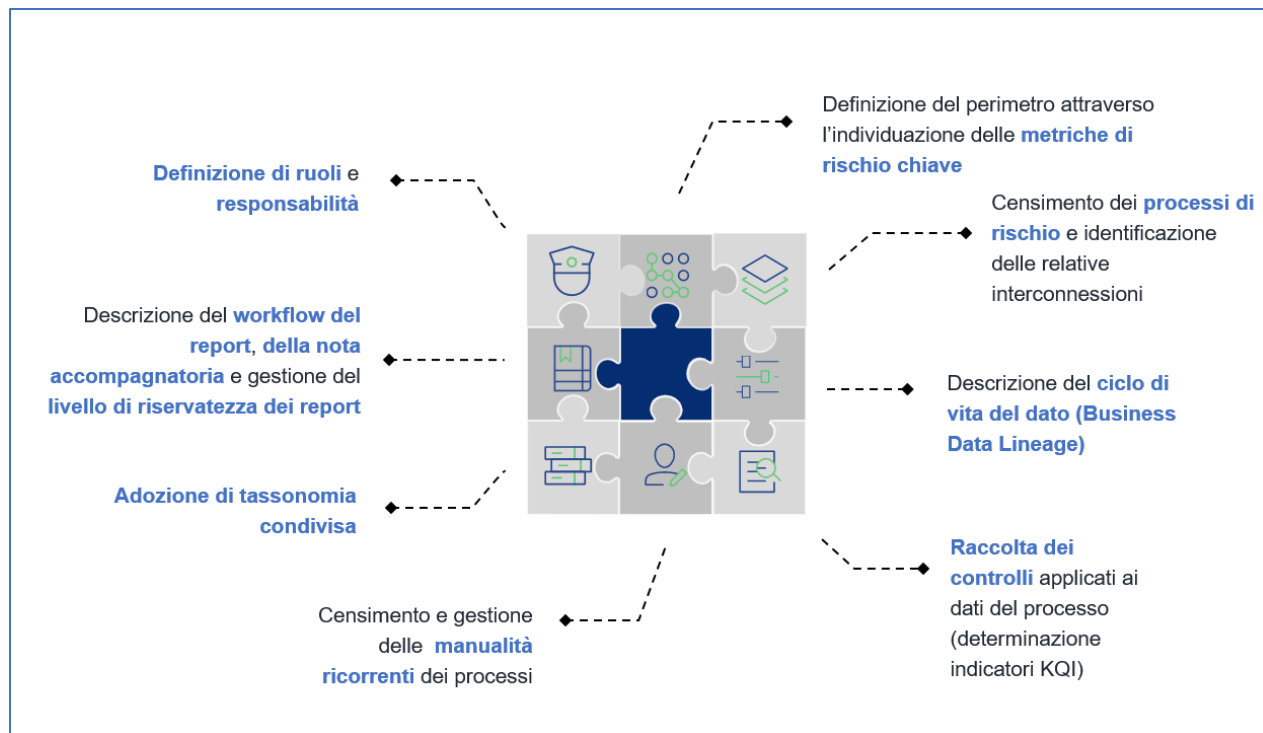 Definizione del perimetro attraverso
l'individuazione delle metriche di
rischio chiave
Definizione di ruoli e
responsabilità
Censimento dei processi di
rischio e identificazione
delle relative
interconnessioni
Descrizione del workflow del
report, della nota
accompagnatoria e gestione del
livello di riservatezza dei report
Descrizione del ciclo di
vita del dato (Business
Data Lineage)
Adozione di tassonomia
condivisa
Raccolta dei
controlli applicati ai
dati del processo
(determinazione
indicatori KQI)
Censimento e gestione
delle manualità
ricorrenti dei processi